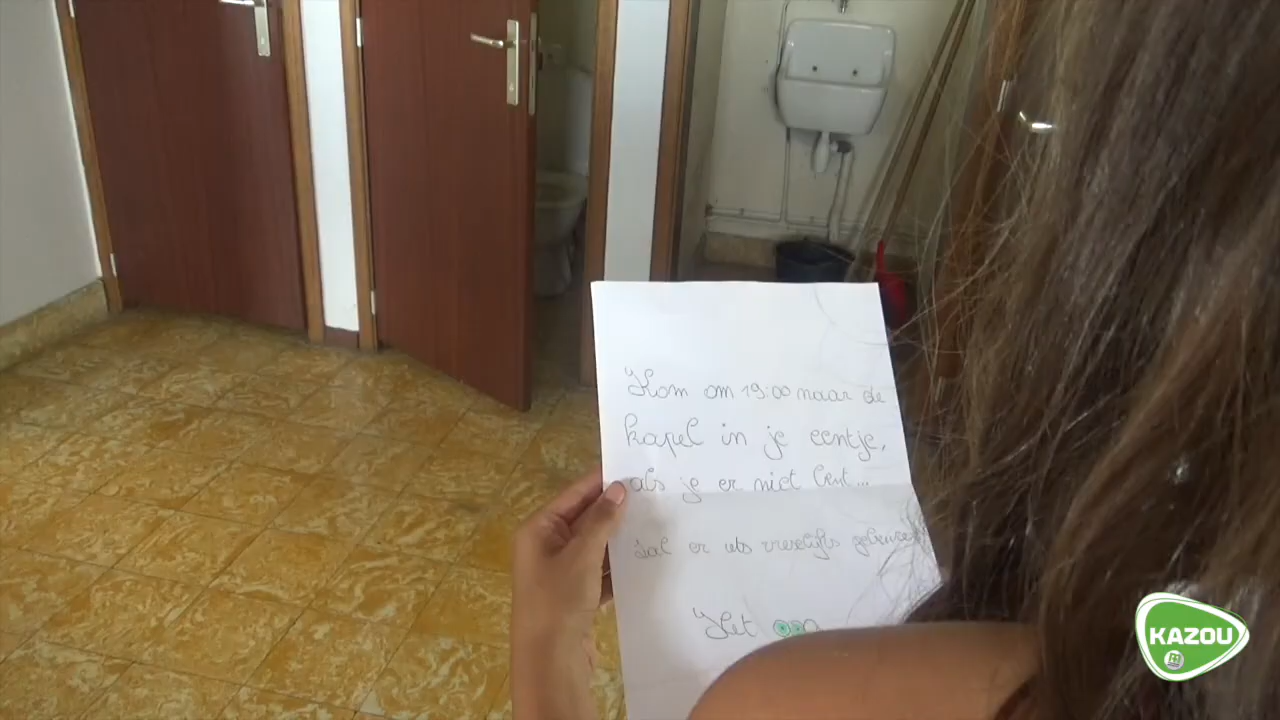 Kom om 19:00 naar de
kapel in je eentje,
als je er niet bent...
Zal er iets vreselijks gebeuren
Het
KAZOU